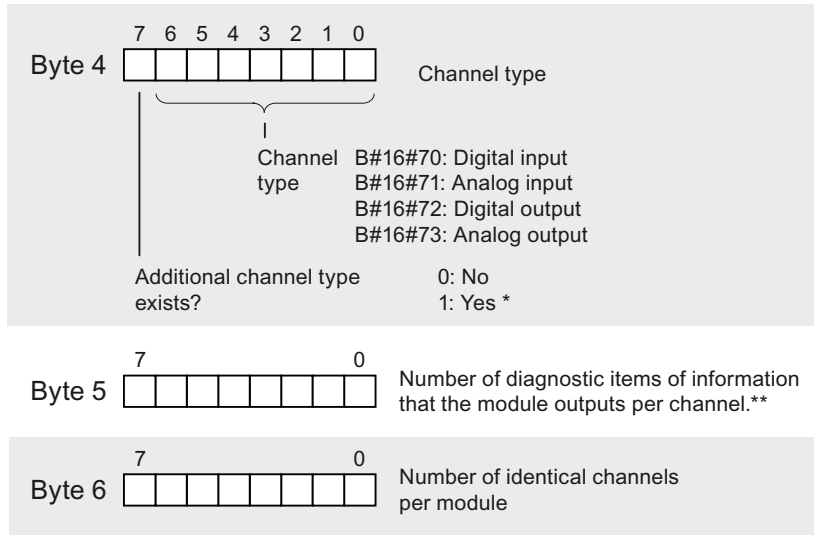 7 6 5 4 3 2 1 0
Byte 4
Channel type
Channel type
B#16#70: Digital input
B#16#71: Analog input
B#16#72: Digital output
B#16#73: Analog output
Additional channel type
exists?
0: No
1: Yes *
7 0
Byte 5
Number of diagnostic items of information
that the module outputs per channel.**
7 0
Byte 6
Number of identical channels
per module